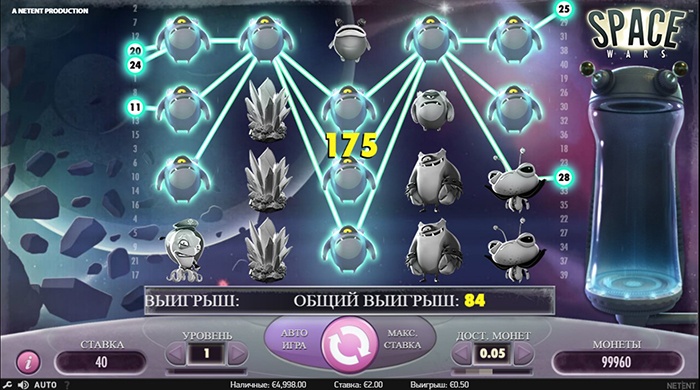 A NETENT PRODUCTION
SPACE
WARS
25
20
24
11
28
175
ВЫИГРЫШ: ОБЩИЙ ВЫИГРЫШ: 84
СТАВКА
40
УРОВЕНЬ
1
АВТО ИГРА
МАКС. СТАВКА
ДОСТ. МОНЕТ
0.05
МОНЕТЫ
99960
AUTO ?
Наличные: €4,998.00 Ставка: €2.00 Выигрыш: €0.50
NETENT